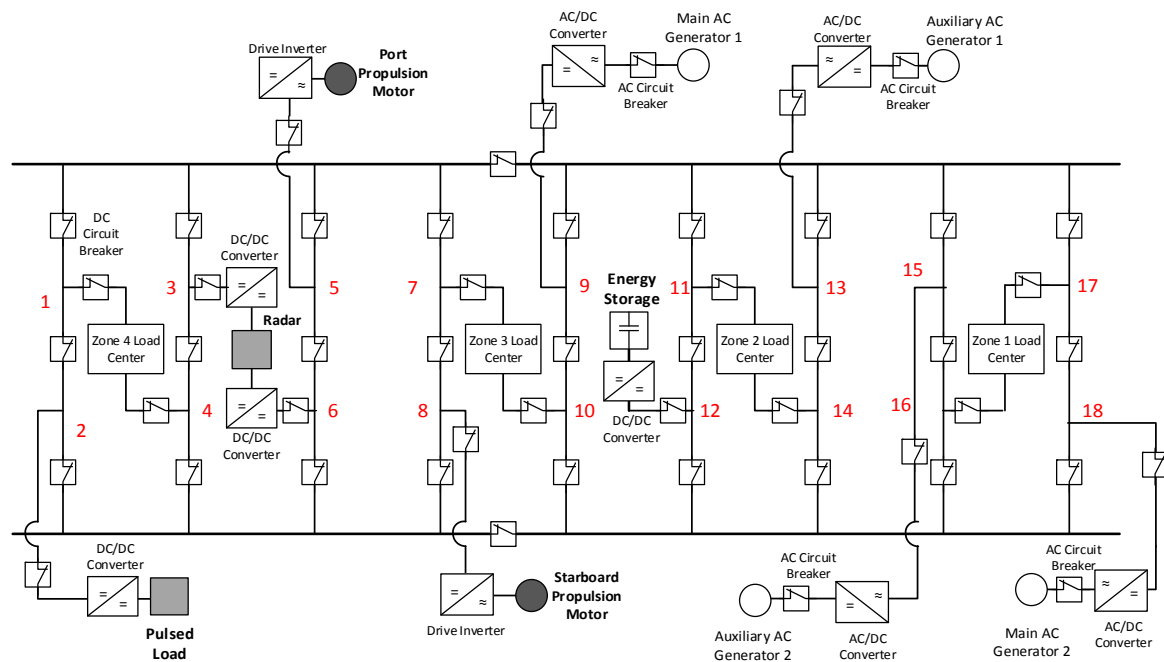 AC/DC
Converter
Main AC
Generator 1
AC/DC
Converter
Auxiliary AC
Generator 1
Drive Inverter
Port
Propulsion
Motor
=
≈
=
≈
≈
=
AC Circuit
Breaker
AC Circuit
Breaker
DC
Circuit
Breaker
DC/DC
Converter
=
=
1
3
5
7
9
11
13
15
17
Energy
Storage
Radar
Zone 4 Load
Center
Zone 3 Load
Center
Zone 2 Load
Center
Zone 1 Load
Center
=
=
=
=
2
4
6
8
10
12
14
16
18
DC/DC
Converter
DC/DC
Converter
DC/DC
Converter
=
=
Pulsed
Load
=
≈
Drive Inverter
Starboard
Propulsion
Motor
AC Circuit
Breaker
≈
=
Auxiliary AC
Generator 2
AC/DC
Converter
AC Circuit
Breaker
≈
=
Main AC
Generator 2
AC/DC
Converter